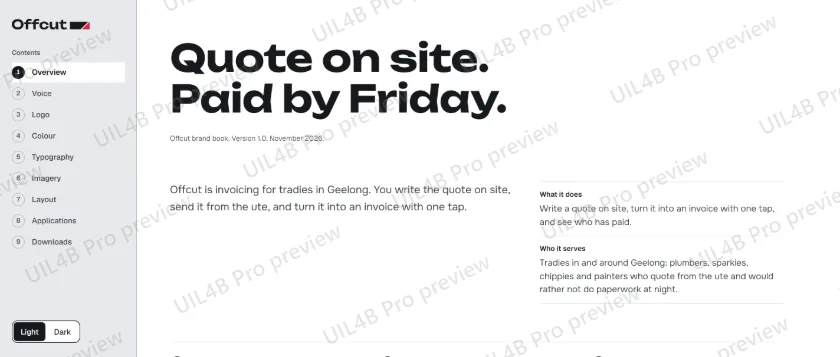 Offcut
Contents
1 Overview
2 Voice
3 Logo
4 Colour
5 Typography
6 Imagery
7 Layout
8 Applications
9 Downloads
Light Dark
Quote on site.
Paid by Friday.
Offcut brand book. Version 1.0. November 2026.
Offcut is invoicing for tradies in Geelong. You write the quote on site,
send it from the ute, and turn it into an invoice with one tap.
What it does
Write a quote on site, turn it into an invoice with one tap,
and see who has paid.
Who it serves
Tradies in and around Geelong: plumbers, sparkies,
chippies and painters who quote from the ute and would
rather not do paperwork at night.
UIL4B Pro preview